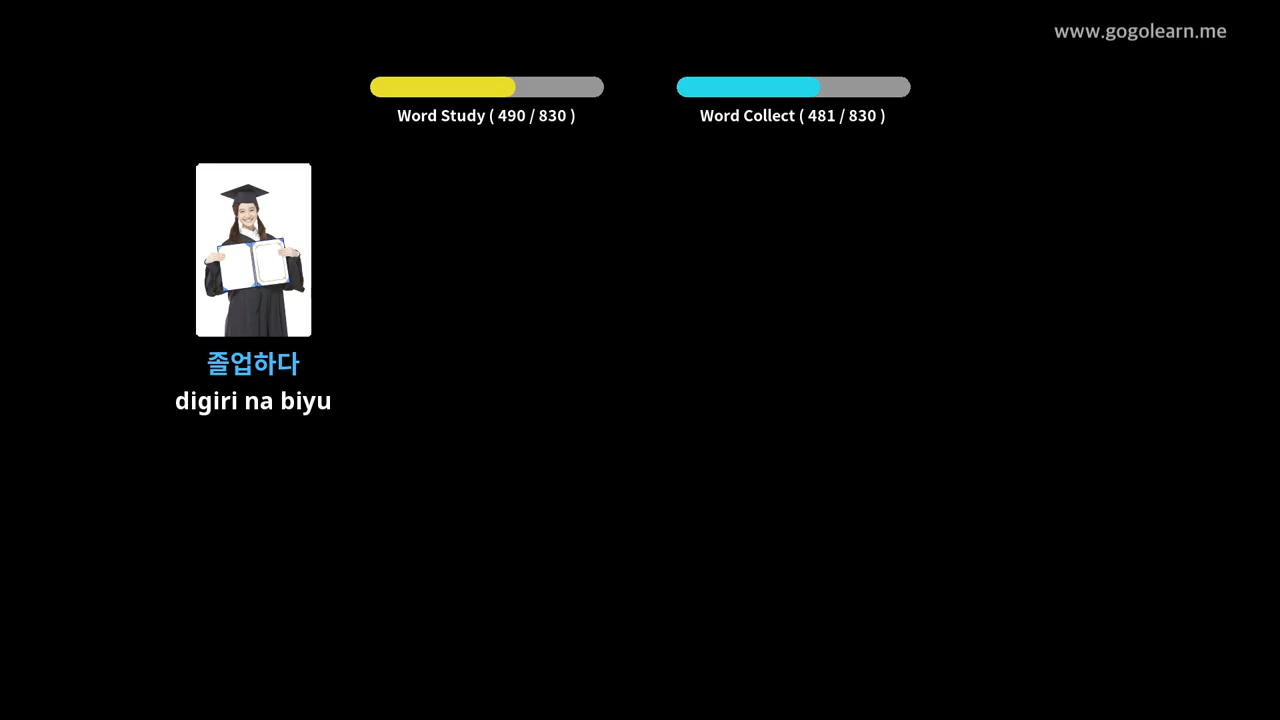 www.gogolearn.me
Word Study ( 490 / 830 )
Word Collect ( 481 / 830 )
졸업하다
digiri na biyu